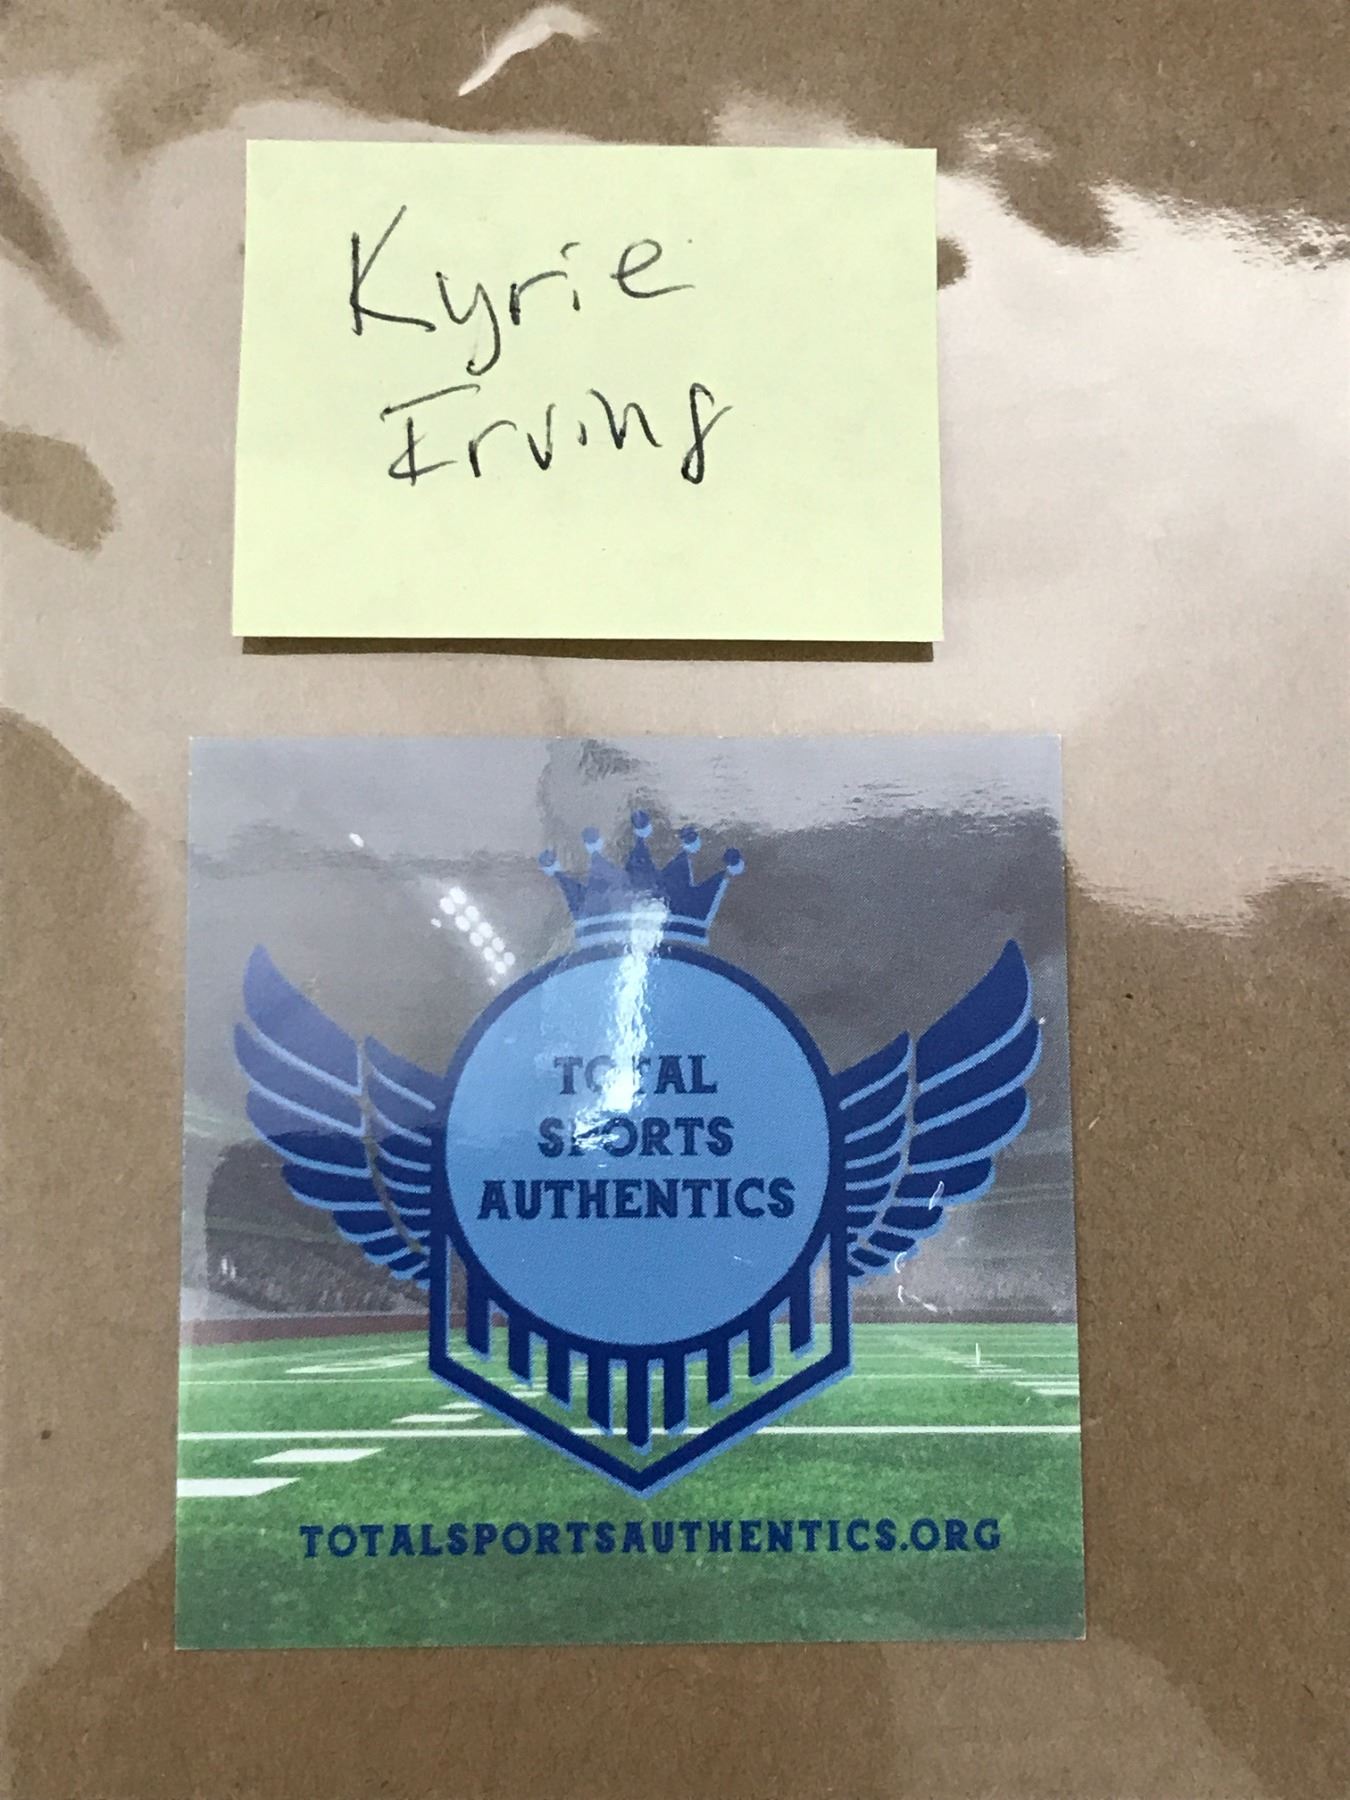 Kyrie
Irving
TOTAL
SPORTS
AUTHENTICS
TOTALSPORTSAUTHENTICS.ORG